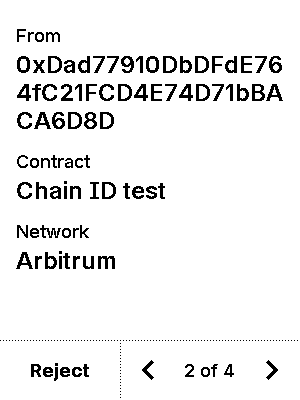 From
0xDad77910DbDFdE76
4fC21FCD4E74D71bBA
CA6D8D
Contract
Chain ID test
Network
Arbitrum
Reject
2 of 4